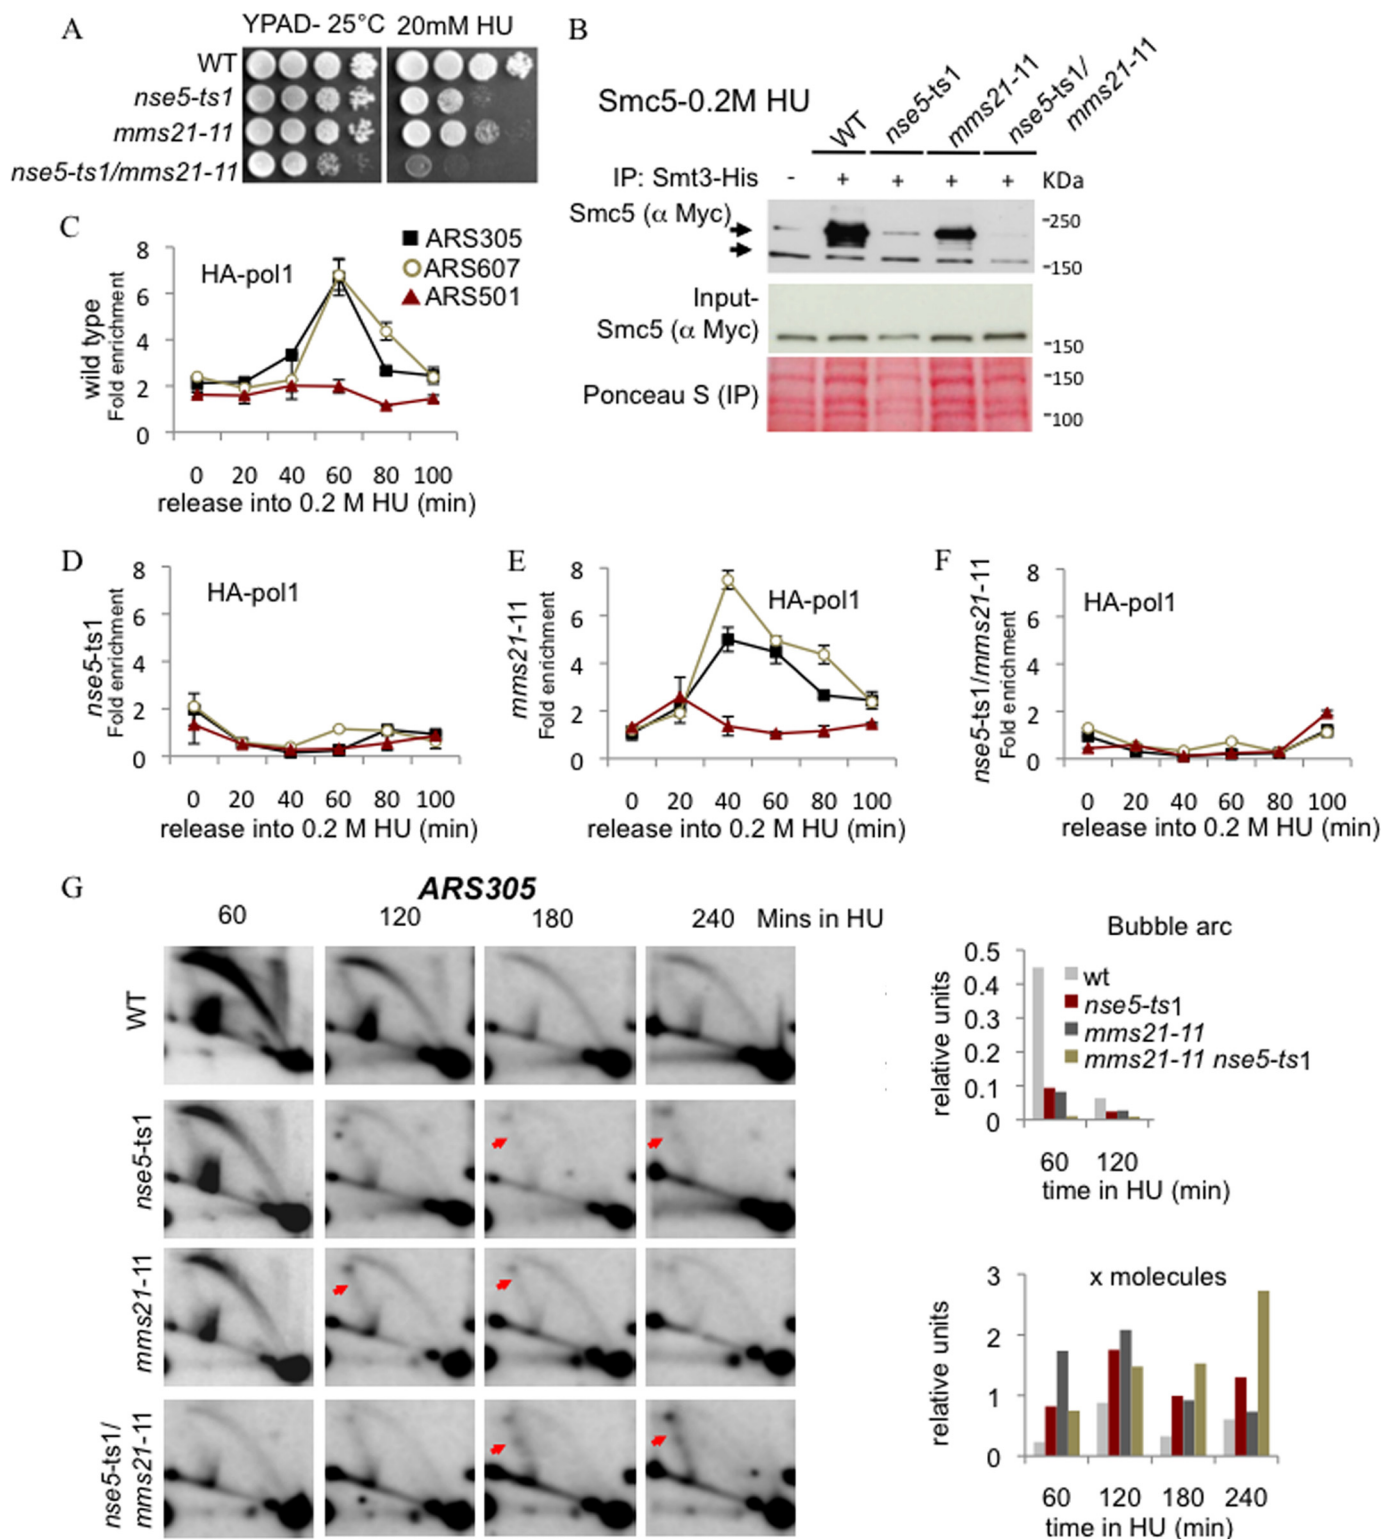 A
YPAD- 25°C 20mM HU
WT
nse5-ts1
mms21-11
nse5-ts1/mms21-11
B
Smc5-0.2M HU
WT
nse5-ts1
mms21-11
nse5-ts1/
mms21-11
IP: Smt3-His - + + + + KDa
Smc5 (α Myc)
-250
-150
Input-
Smc5 (α Myc)
-150
Ponceau S (IP)
-150
-100
C
wild type
Fold enrichment
8
6
4
2
0
HA-pol1
ARS305
ARS607
ARS501
0 20 40 60 80 100
release into 0.2 M HU (min)
D
nse5-ts1
Fold enrichment
8
6
4
2
0
HA-pol1
0 20 40 60 80 100
release into 0.2 M HU (min)
E
mms21-11
Fold enrichment
8
6
4
2
0
HA-pol1
0 20 40 60 80 100
release into 0.2 M HU (min)
F
nse5-ts1/mms21-11
Fold enrichment
8
6
4
2
0
HA-pol1
0 20 40 60 80 100
release into 0.2 M HU (min)
G
ARS305
60 120 180 240 Mins in HU
WT
nse5-ts1
mms21-11
nse5-ts1/
mms21-11
Bubble arc
relative units
0.5
0.4
0.3
0.2
0.1
0
wt
nse5-ts1
mms21-11
mms21-11 nse5-ts1
60 120
time in HU (min)
x molecules
relative units
3
2
1
0
60 120 180 240
time in HU (min)